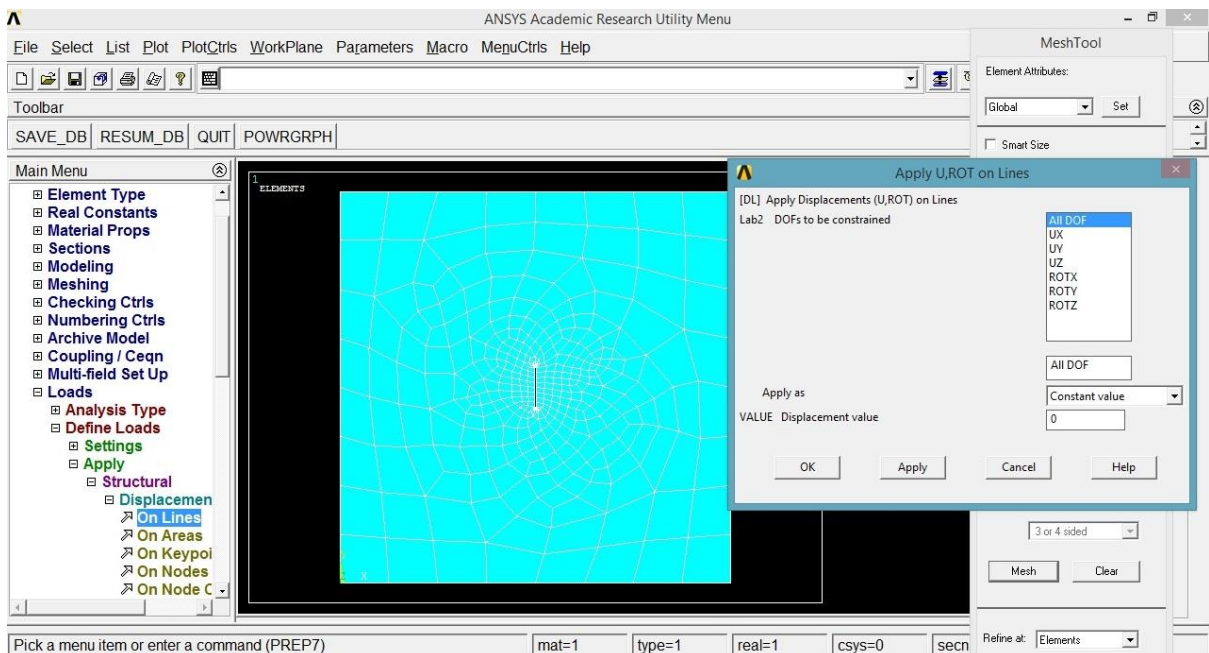 ANSYS Academic Research Utility Menu
File Select List Plot PlotCtrls WorkPlane Parameters Macro MenuCtrls Help
Toolbar
SAVE_DB RESUM_DB QUIT POWRGRPH
Main Menu
Element Type
Real Constants
Material Props
Sections
Modeling
Meshing
Checking Ctrls
Numbering Ctrls
Archive Model
Coupling / Ceqn
Multi-field Set Up
Loads
Analysis Type
Define Loads
Settings
Apply
Structural
Displacemen
On Lines
On Areas
On Keypoi
On Nodes
On Node C
1
ELEMENTS
X
MeshTool
Element Attributes:
Global Set
Smart Size
Apply U,ROT on Lines
[DL] Apply Displacements (U,ROT) on Lines
Lab2 DOFs to be constrained
All DOF
UX
UY
UZ
ROTX
ROTY
ROTZ
All DOF
Apply as Constant value
VALUE Displacement value 0
OK Apply Cancel Help
3 or 4 sided
Mesh Clear
Refine at: Elements
Pick a menu item or enter a command (PREP7) mat=1 type=1 real=1 csys=0 secn